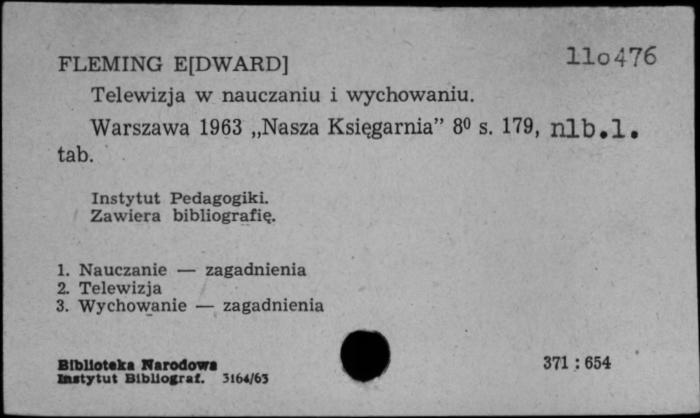 FLEMING E[DWARD]
110476
Telewizja w nauczaniu i wychowaniu.
Warszawa 1963 „Nasza Księgarnia” 8⁰ s. 179, nlb.1.
tab.
Instytut Pedagogiki.
Zawiera bibliografię.
1. Nauczanie — zagadnienia
2. Telewizja
3. Wychowanie — zagadnienia
Biblioteka Narodowa
Instytut Bibliograf. 3164/63
371 : 654